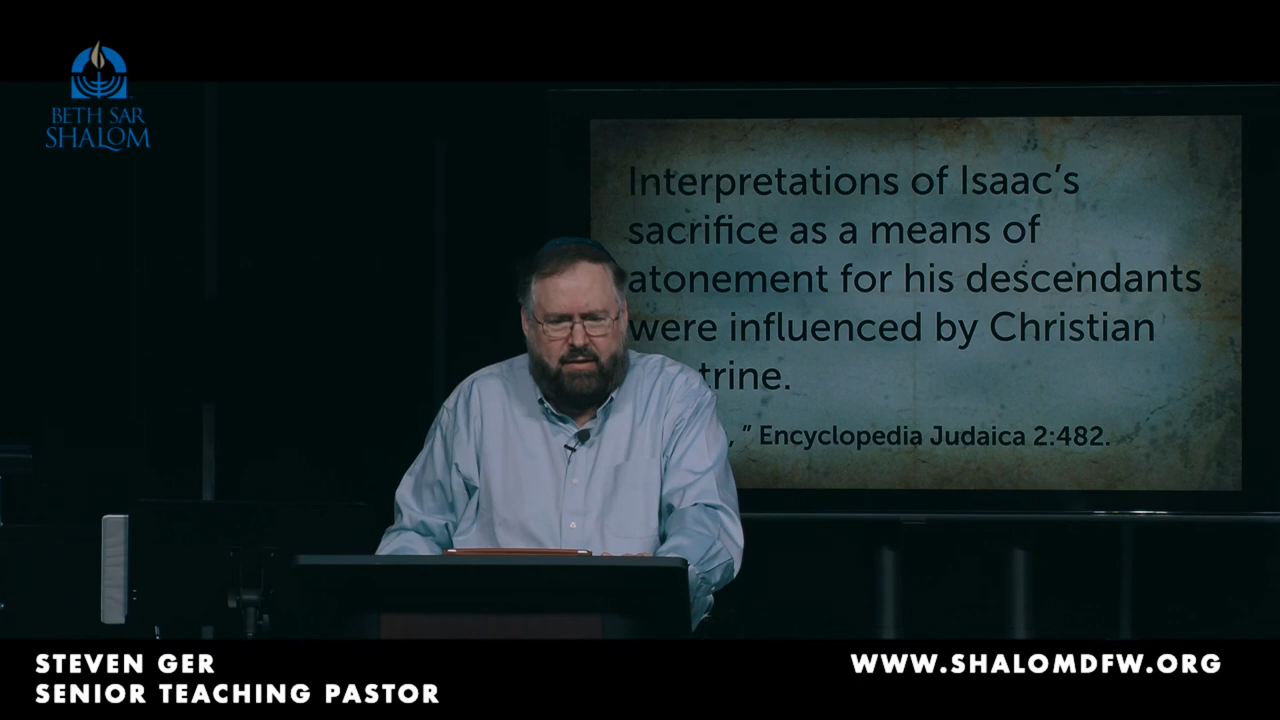 BETH SAR
SHALOM
Interpretations of Isaac’s
sacrifice as a means of
atonement for his descendants
were influenced by Christian
trine.
, ” Encyclopedia Judaica 2:482.
STEVEN GER
SENIOR TEACHING PASTOR
WWW.SHALOMDFW.ORG